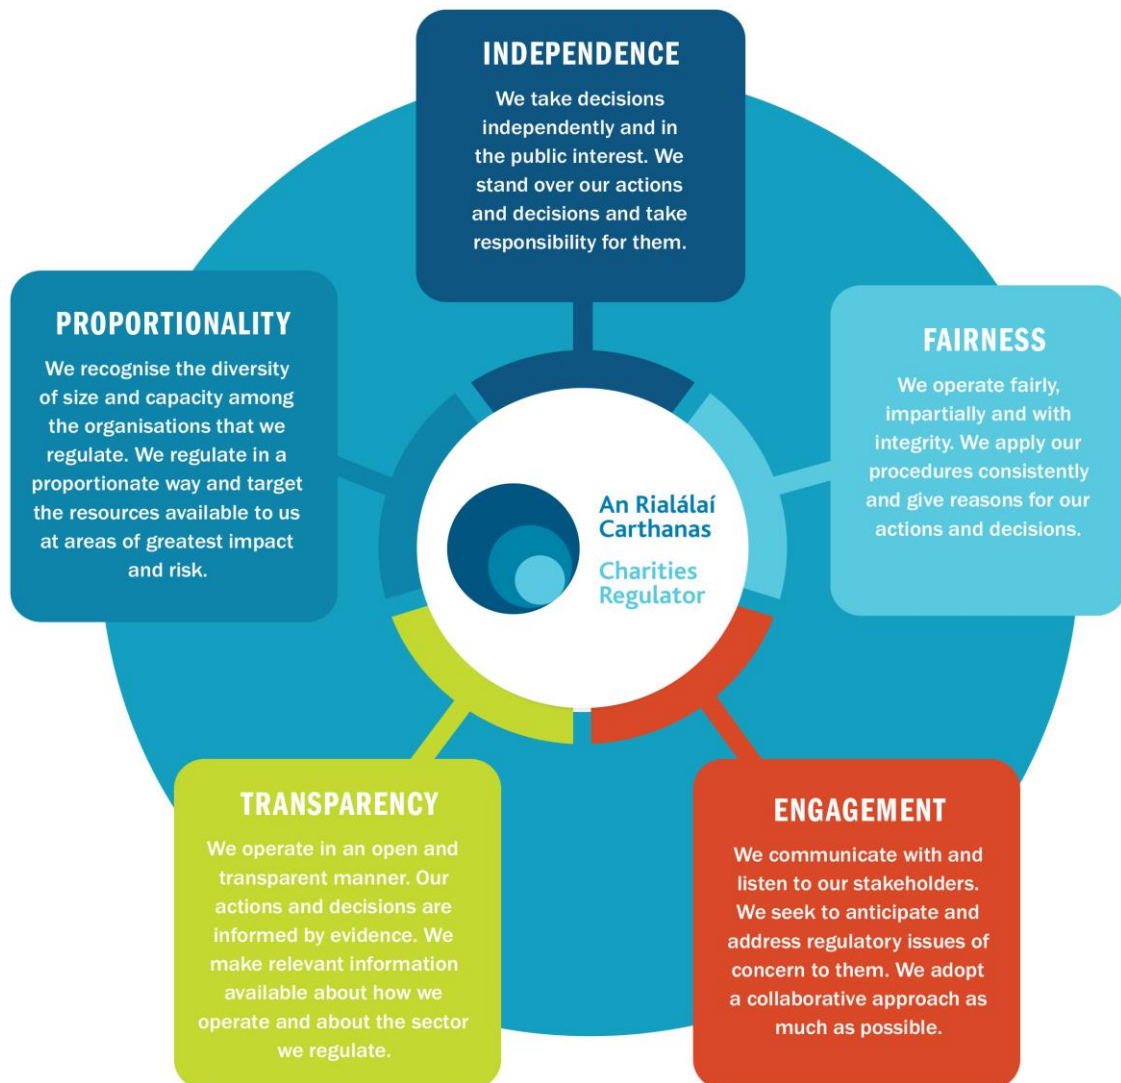 INDEPENDENCE
We take decisions
independently and in
the public interest. We
stand over our actions
and decisions and take
responsibility for them.
PROPORTIONALITY
We recognise the diversity
of size and capacity among
the organisations that we
regulate. We regulate in a
proportionate way and target
the resources available to us
at areas of greatest impact
and risk.
FAIRNESS
We operate fairly,
impartially and with
integrity. We apply our
procedures consistently
and give reasons for our
actions and decisions.
An Rialálaí
Carthanas
Charities
Regulator
TRANSPARENCY
We operate in an open and
transparent manner. Our
actions and decisions are
informed by evidence. We
make relevant information
available about how we
operate and about the sector
we regulate.
ENGAGEMENT
We communicate with and
listen to our stakeholders.
We seek to anticipate and
address regulatory issues of
concern to them. We adopt
a collaborative approach as
much as possible.